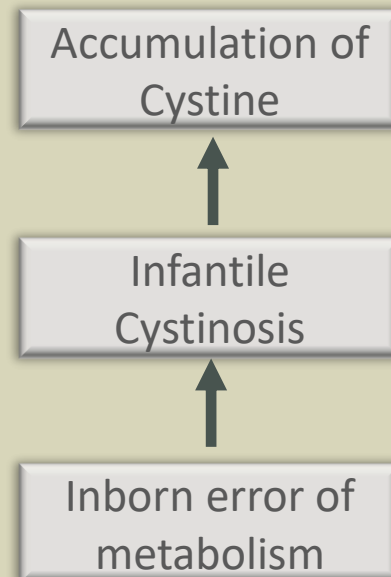 Accumulation of
Cystine
Infantile
Cystinosis
Inborn error of
metabolism